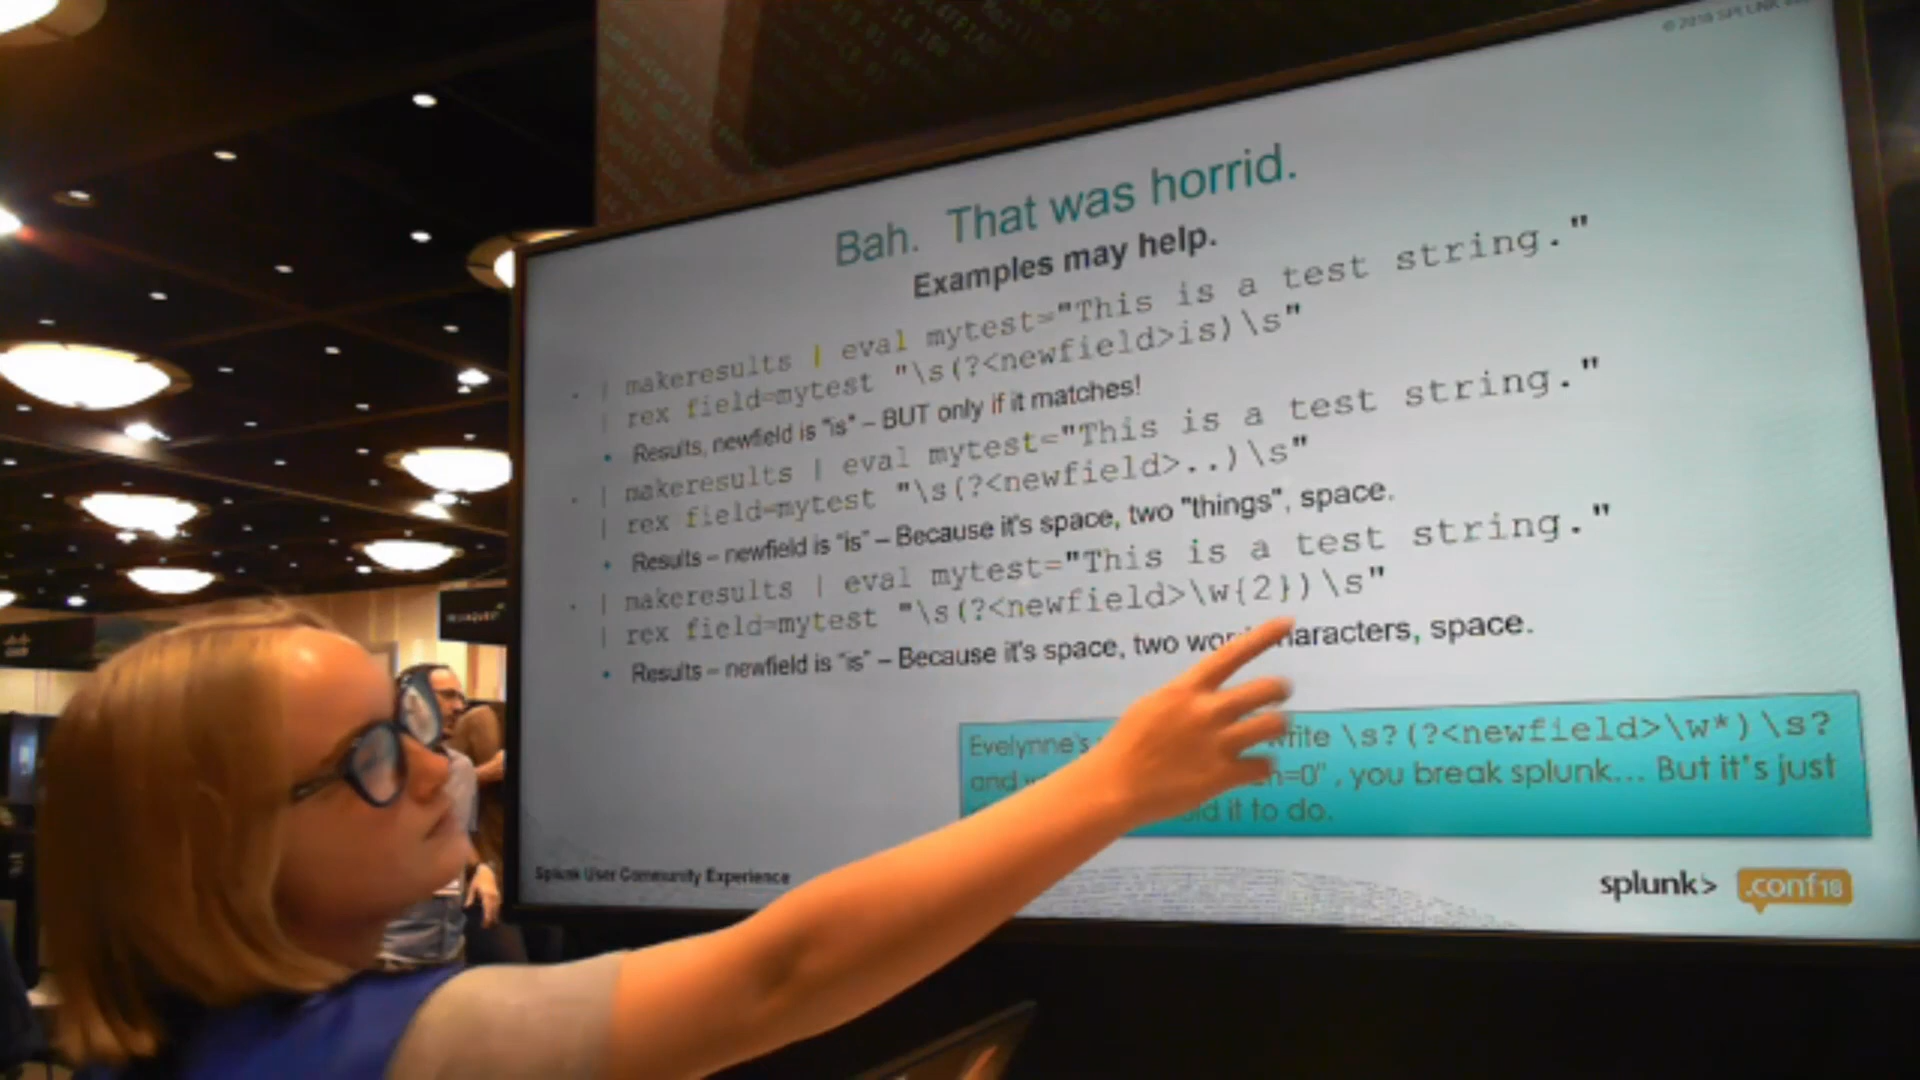 © 2018 SPLUNK
Bah. That was horrid.
Examples may help.
| makeresults | eval mytest="This is a test string."
| rex field=mytest "\s(?<newfield>is)\s"
Results, newfield is "is" – BUT only if it matches!
| makeresults | eval mytest="This is a test string."
| rex field=mytest "\s(?<newfield>..)\s"
Results – newfield is "is" – Because it's space, two "things", space.
| makeresults | eval mytest="This is a test string."
| rex field=mytest "\s(?<newfield>\w{2})\s"
Results – newfield is "is" – Because it's space, two characters, space.
Evelynne's \s?(?<newfield>\w*)\s?
and =0", you break splunk... But it's just
it to do.
Splunk User Community Experience
splunk> .conf18